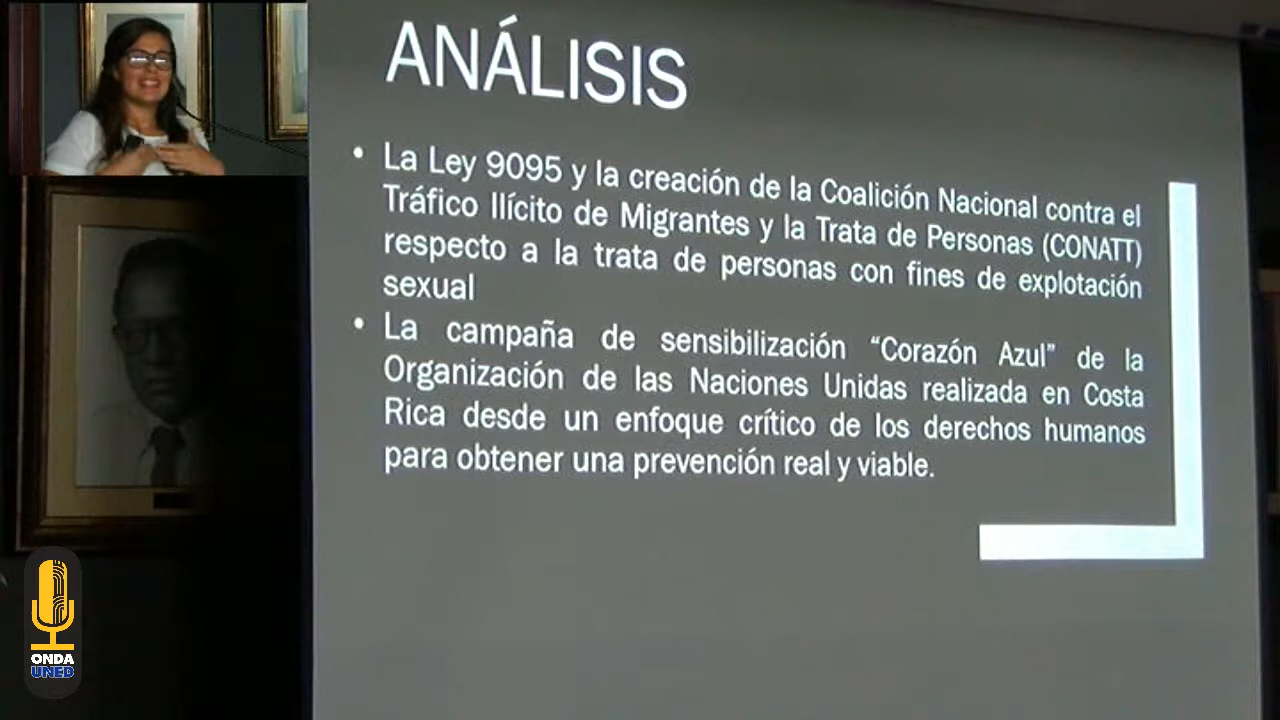 ANÁLISIS
• La Ley 9095 y la creación de la Coalición Nacional contra el
Tráfico Ilícito de Migrantes y la Trata de Personas (CONATT)
respecto a la trata de personas con fines de explotación
sexual
• La campaña de sensibilización “Corazón Azul” de la
Organización de las Naciones Unidas realizada en Costa
Rica desde un enfoque crítico de los derechos humanos
para obtener una prevención real y viable.
ONDA
UNED